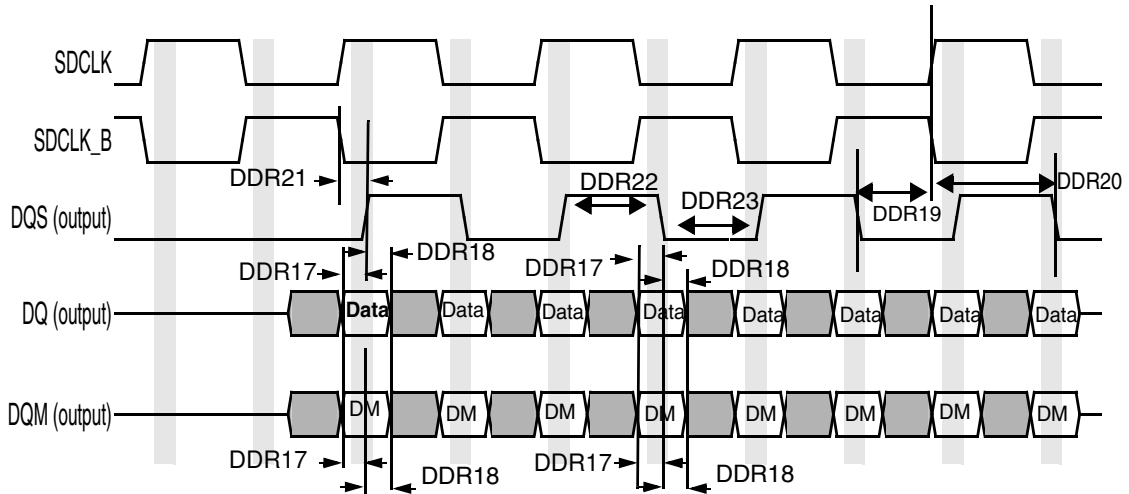 SDCLK
SDCLK_B
DDR21
DDR22
DDR23
DDR20
DDR19
DQS (output)
DDR18
DDR17
DDR17
DDR18
DQ (output)
Data Data Data Data Data Data Data Data
DQM (output)
DM DM DM DM DM DM DM DM
DDR17
DDR18
DDR17
DDR18